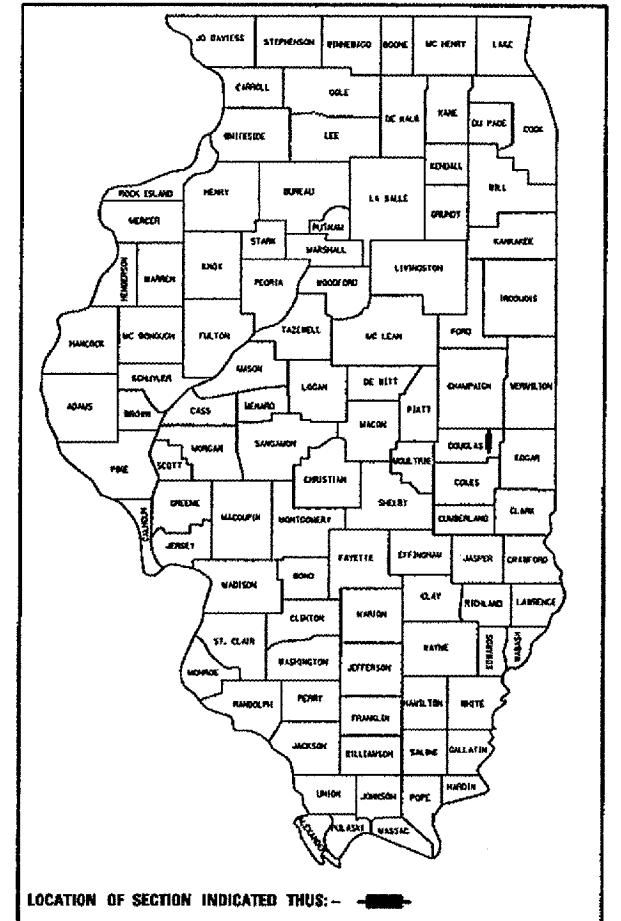 JO DAVIESS STEPHENSON WINNEBAGO BOONE MC HENRY LAKE
CARROLL OGLE DE KALB KANE DU PAGE COOK
WHITESIDE LEE KENDALL
ROCK ISLAND HENRY BUREAU LA SALLE GRUNDY WILL
MERCER STARK PUTNAM MARSHALL KANKAKEE
HENDERSON WARREN KNOX PEORIA WOODFORD LIVINGSTON IROQUOIS
HANCOCK MC DONOUGH FULTON TAZEWELL MC LEAN FORD
SCHUYLER MASON LOGAN DE WITT CHAMPAIGN VERMILION
ADAMS BROWN CASS MENARD MACON PIATT
PIKE SCOTT MORGAN SANGAMON CHRISTIAN MOULTRIE DOUGLAS EDGAR
COLES
CALHOUN GREENE MACOUPIN MONTGOMERY SHELBY CUMBERLAND CLARK
JERSEY FAYETTE EFFINGHAM JASPER CRAWFORD
MADISON BOND CLAY RICHLAND LAWRENCE
CLINTON MARION
ST. CLAIR WASHINGTON JEFFERSON WAYNE EDWARDS WABASH
MONROE
RANDOLPH PERRY FRANKLIN HAMILTON WHITE
JACKSON WILLIAMSON SALINE GALLATIN
UNION JOHNSON POPE HARDIN
ALEXANDER PULASKI MASSAC
LOCATION OF SECTION INDICATED THUS:-